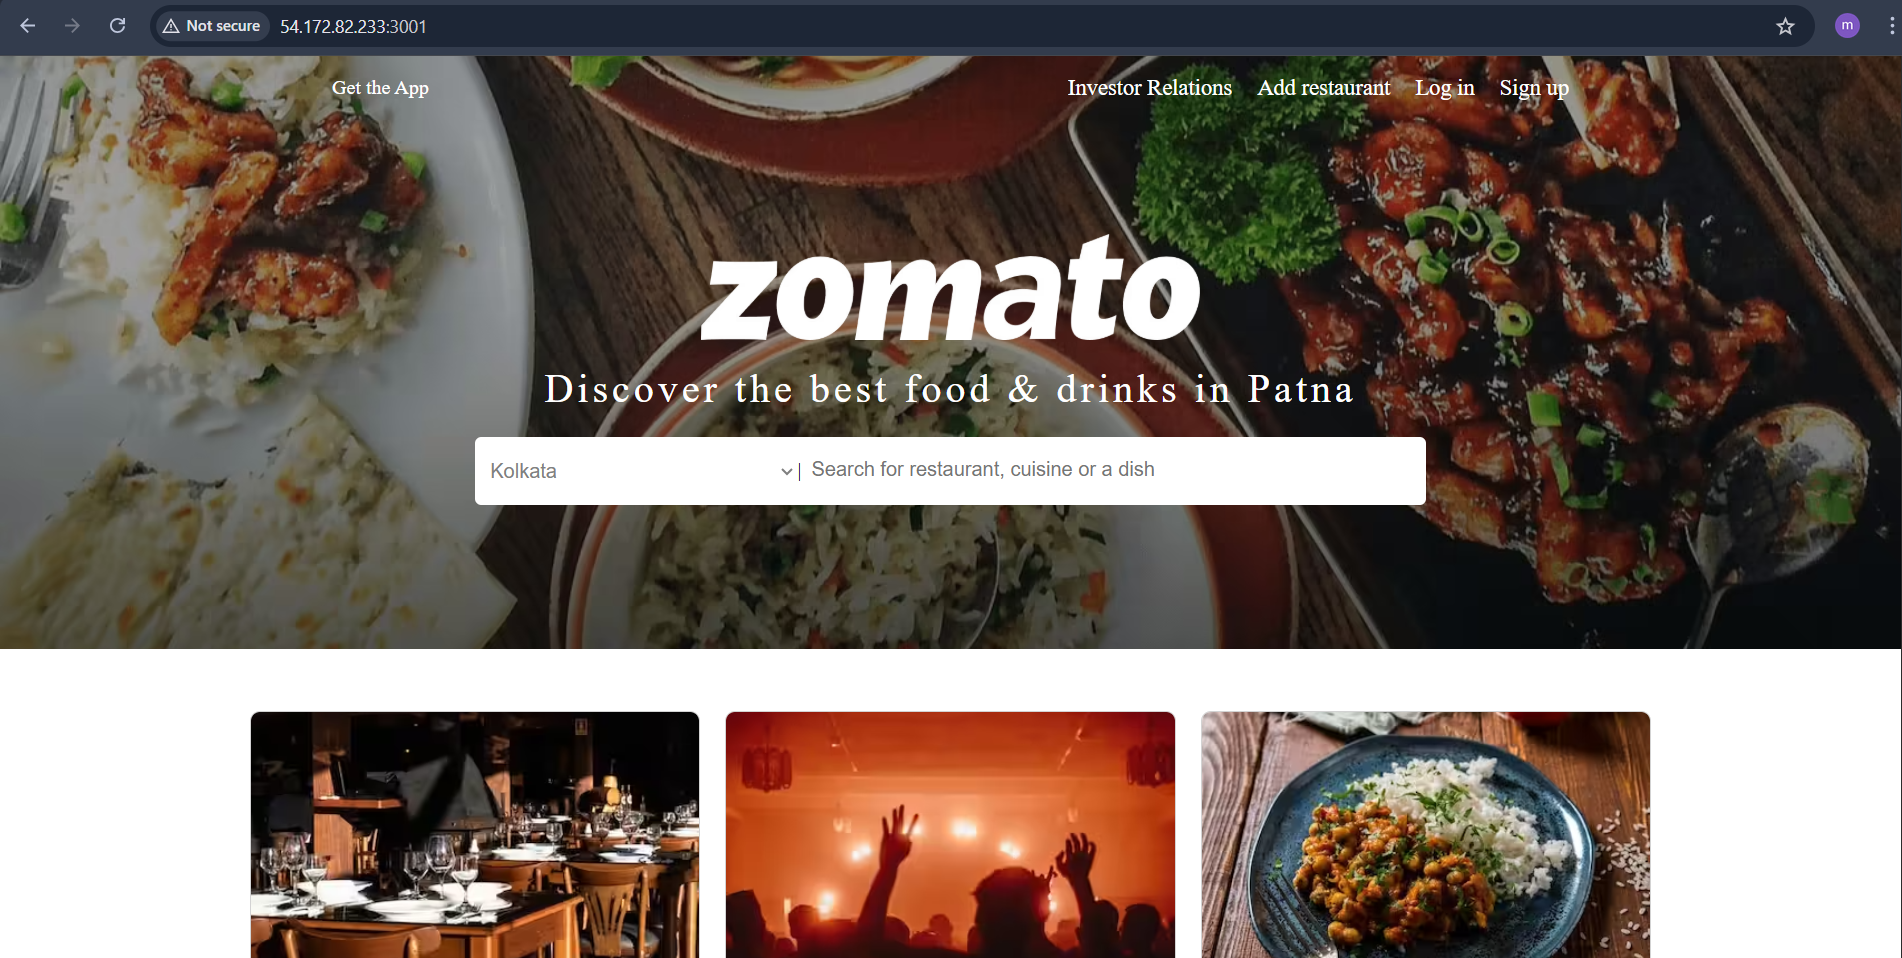 Not secure 54.172.82.233:3001
m
Get the App Investor Relations Add restaurant Log in Sign up
zomato
Discover the best food & drinks in Patna
Kolkata Search for restaurant, cuisine or a dish